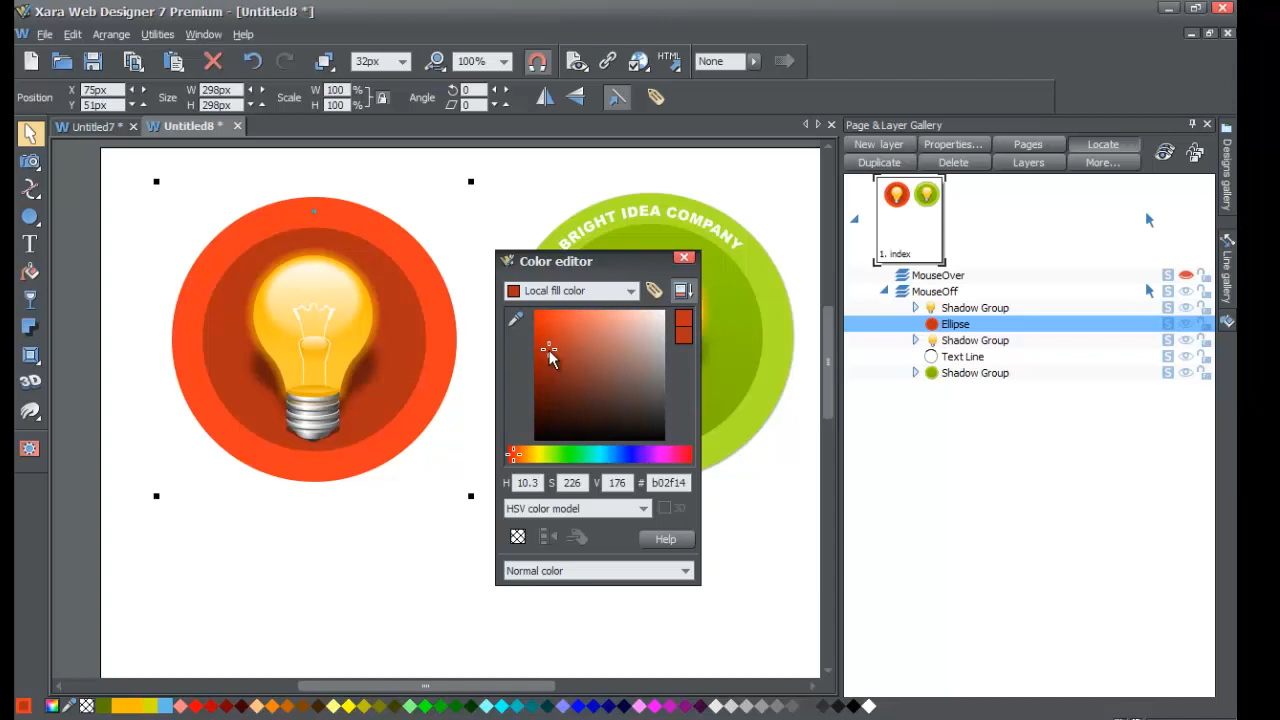 Xara Web Designer 7 Premium - [Untitled8 *]
W File Edit Arrange Utilities Window Help
32px 100% HTML None
Position X 75px Y 51px Size W 298px H 298px Scale W 100 % H 100 % Angle 0 0
W Untitled7 * W Untitled8 *
Page & Layer Gallery
New layer Properties... Pages Locate
Duplicate Delete Layers More...
1. index
MouseOver S
MouseOff S
Shadow Group S
Ellipse S
Shadow Group S
Text Line S
Shadow Group S
Designs gallery
Line gallery
BRIGHT IDEA COMPANY
Color editor
Local fill color
H 10.3 S 226 V 176 # b02f14
HSV color model 3D
Help
Normal color
T
3D